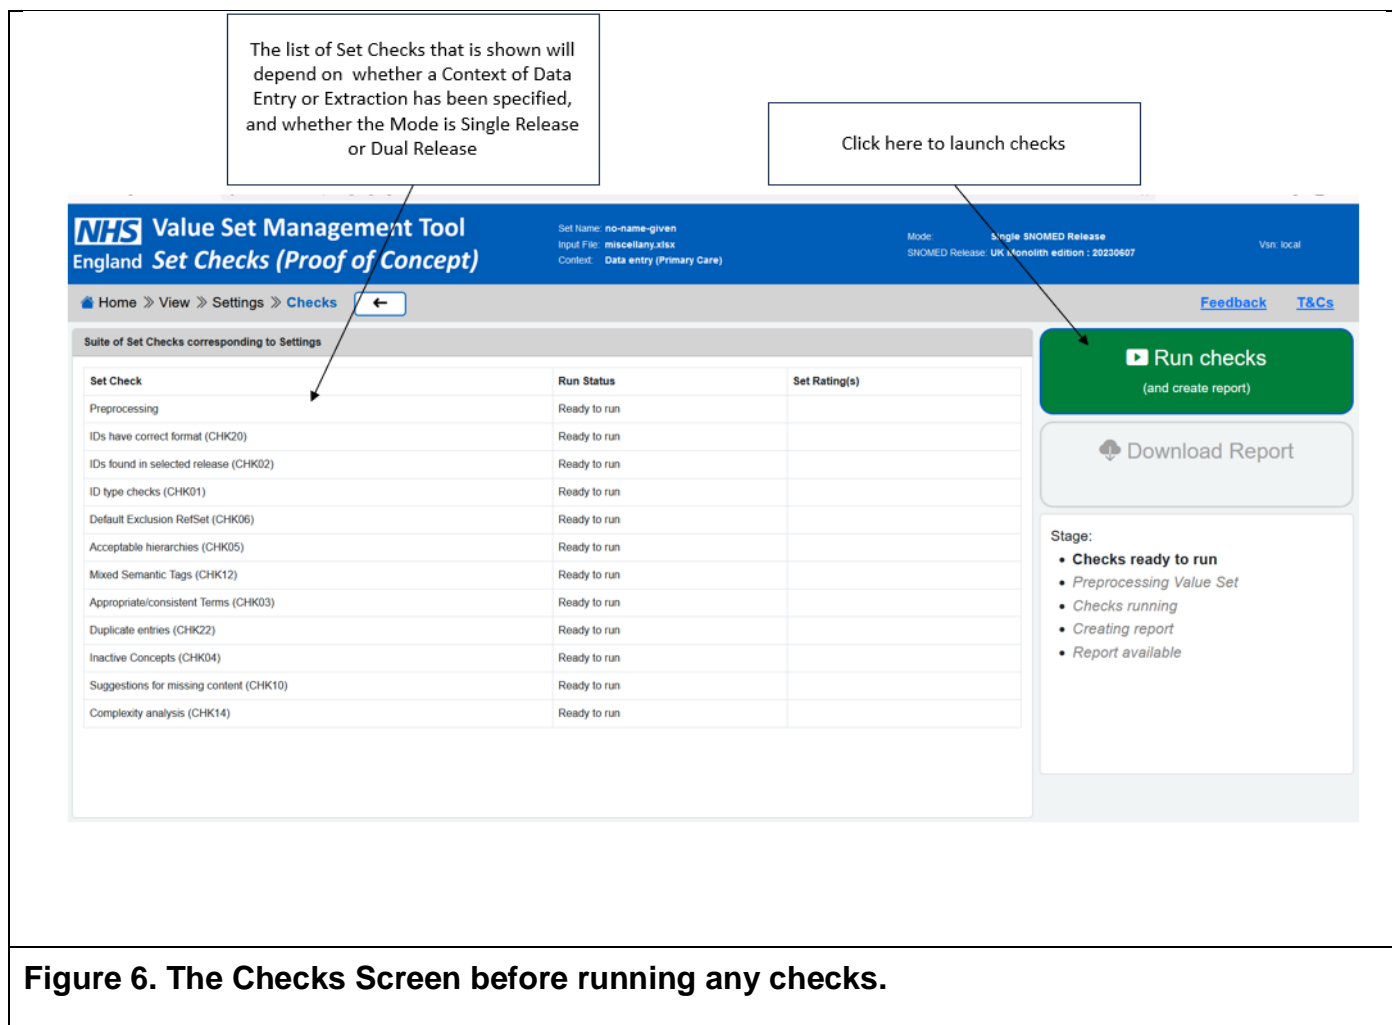 The list of Set Checks that is shown will
depend on whether a Context of Data
Entry or Extraction has been specified,
and whether the Mode is Single Release
or Dual Release
Click here to launch checks
NHS
England
Value Set Management Tool
Set Checks (Proof of Concept)
Set Name: no-name-given
Input File: miscellany.xlsx
Context: Data entry (Primary Care)
Mode: Single SNOMED Release
SNOMED Release: UK Monolith edition : 20230607
Vsn: local
Home » View » Settings » Checks ←
Feedback T&Cs
Suite of Set Checks corresponding to Settings
Set Check Run Status Set Rating(s)
Preprocessing Ready to run
IDs have correct format (CHK20) Ready to run
IDs found in selected release (CHK02) Ready to run
ID type checks (CHK01) Ready to run
Default Exclusion RefSet (CHK06) Ready to run
Acceptable hierarchies (CHK05) Ready to run
Mixed Semantic Tags (CHK12) Ready to run
Appropriate/consistent Terms (CHK03) Ready to run
Duplicate entries (CHK22) Ready to run
Inactive Concepts (CHK04) Ready to run
Suggestions for missing content (CHK10) Ready to run
Complexity analysis (CHK14) Ready to run
Run checks
(and create report)
Download Report
Stage:
• Checks ready to run
• Preprocessing Value Set
• Checks running
• Creating report
• Report available
Figure 6. The Checks Screen before running any checks.